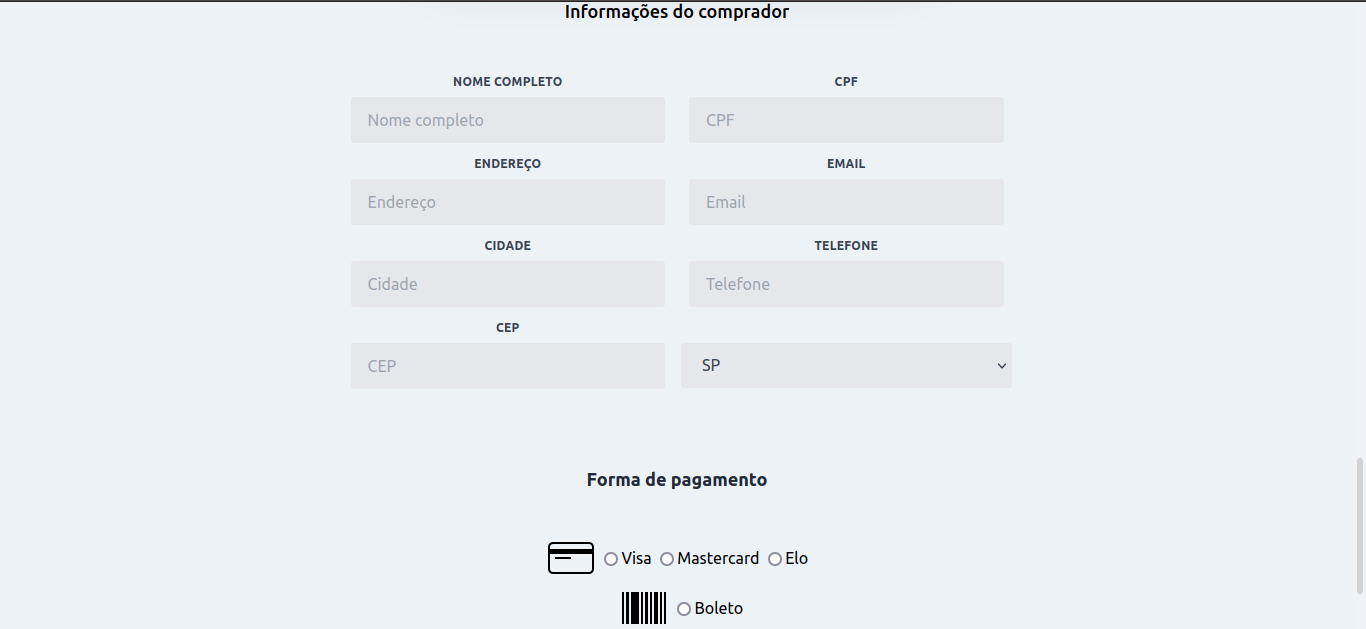 Informações do comprador
NOME COMPLETO CPF
Nome completo CPF
ENDEREÇO EMAIL
Endereço Email
CIDADE TELEFONE
Cidade Telefone
CEP
CEP SP
Forma de pagamento
Visa Mastercard Elo
Boleto